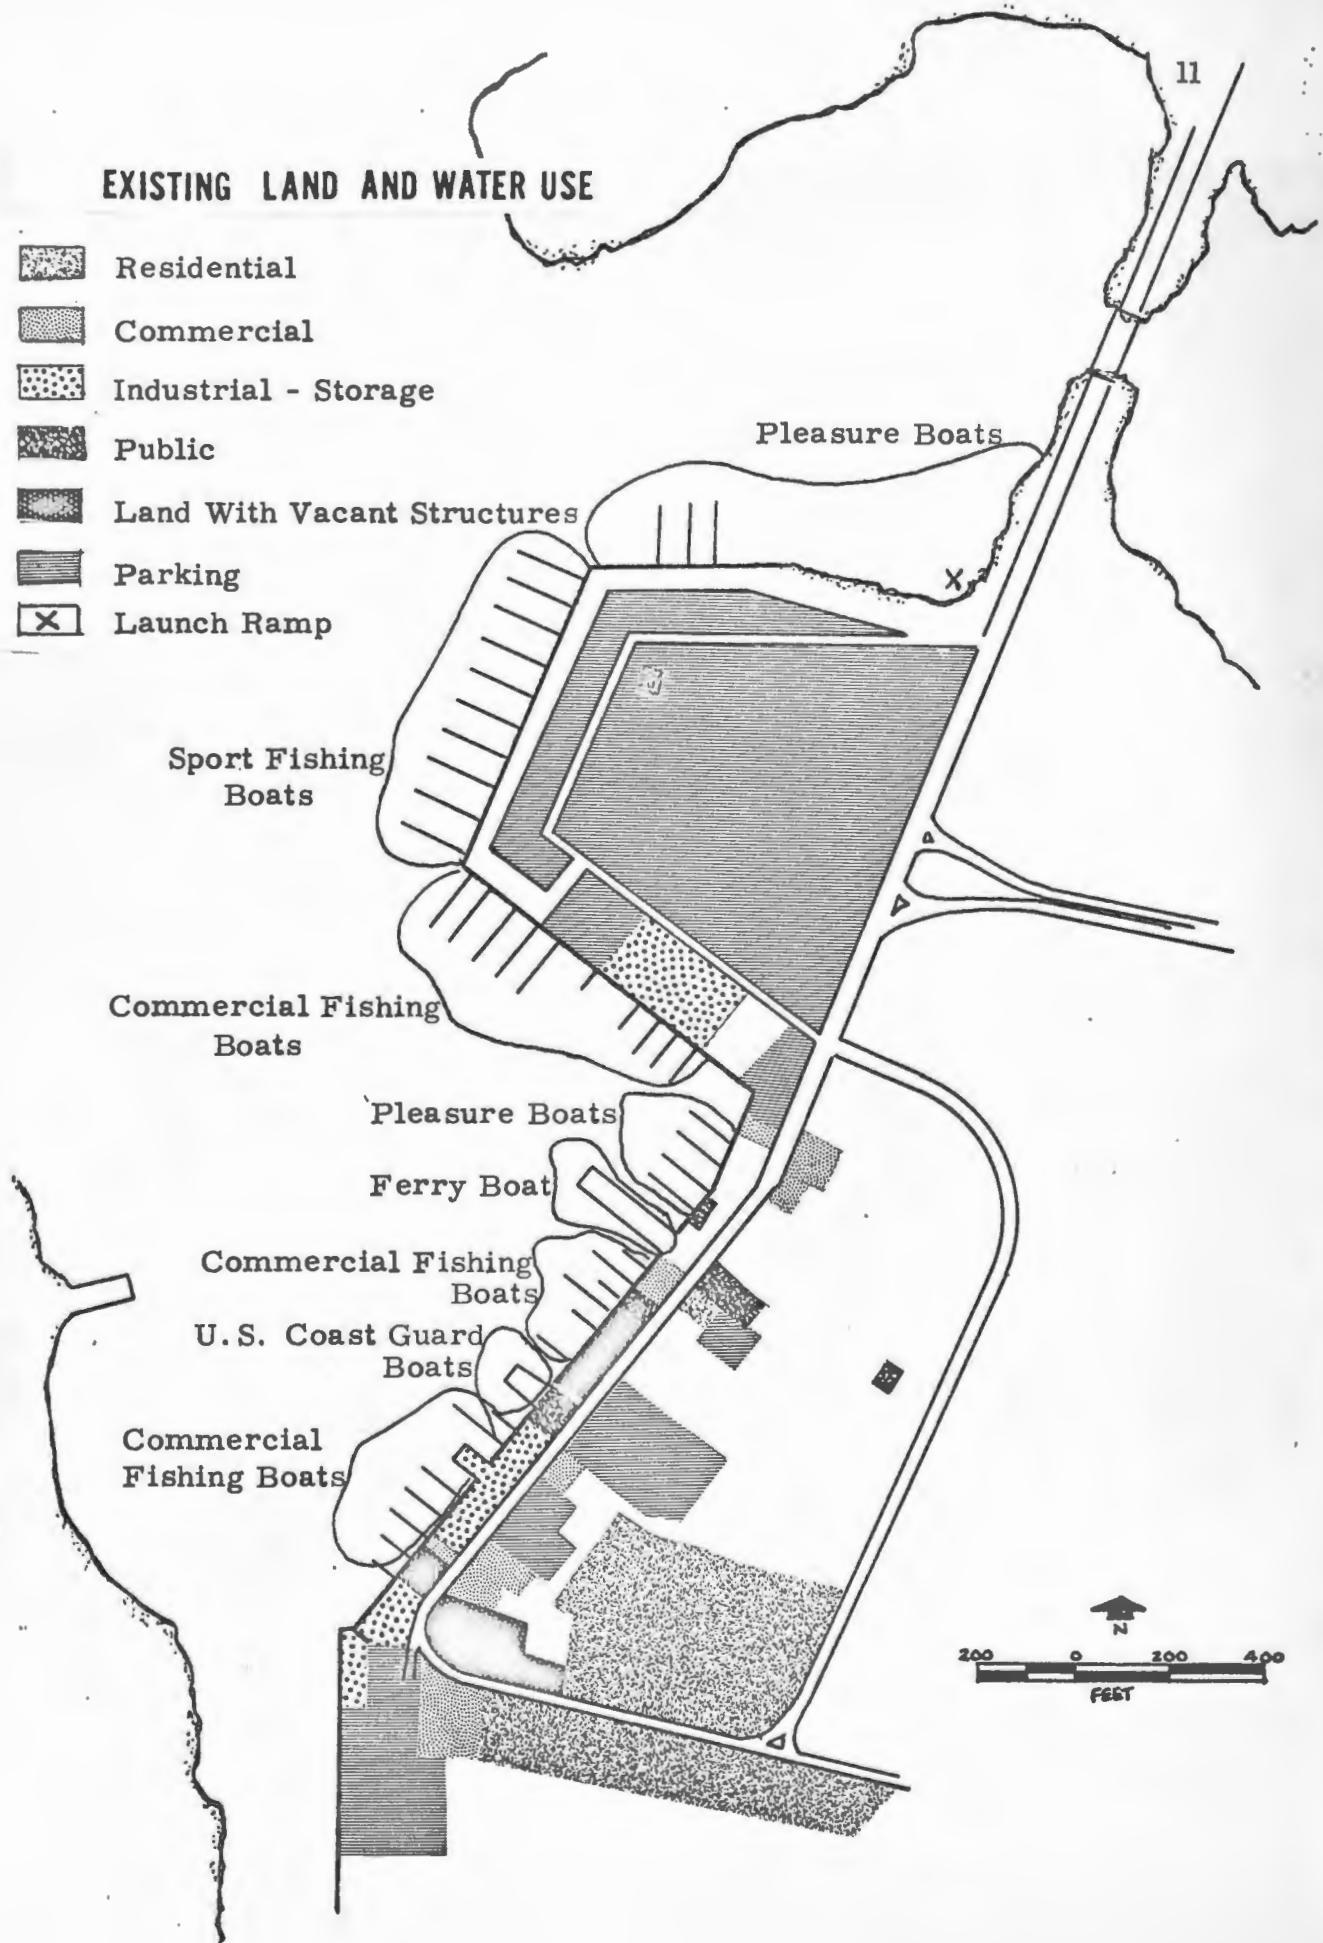 11
EXISTING LAND AND WATER USE
Residential
Commercial
Industrial - Storage
Public
Land With Vacant Structures
Parking
X
Launch Ramp
Pleasure Boats
X
Sport Fishing
Boats
Commercial Fishing
Boats
Pleasure Boats
Ferry Boat
Commercial Fishing
Boats
U.S. Coast Guard
Boats
Commercial
Fishing Boats
N
200 0 200 400
FEET